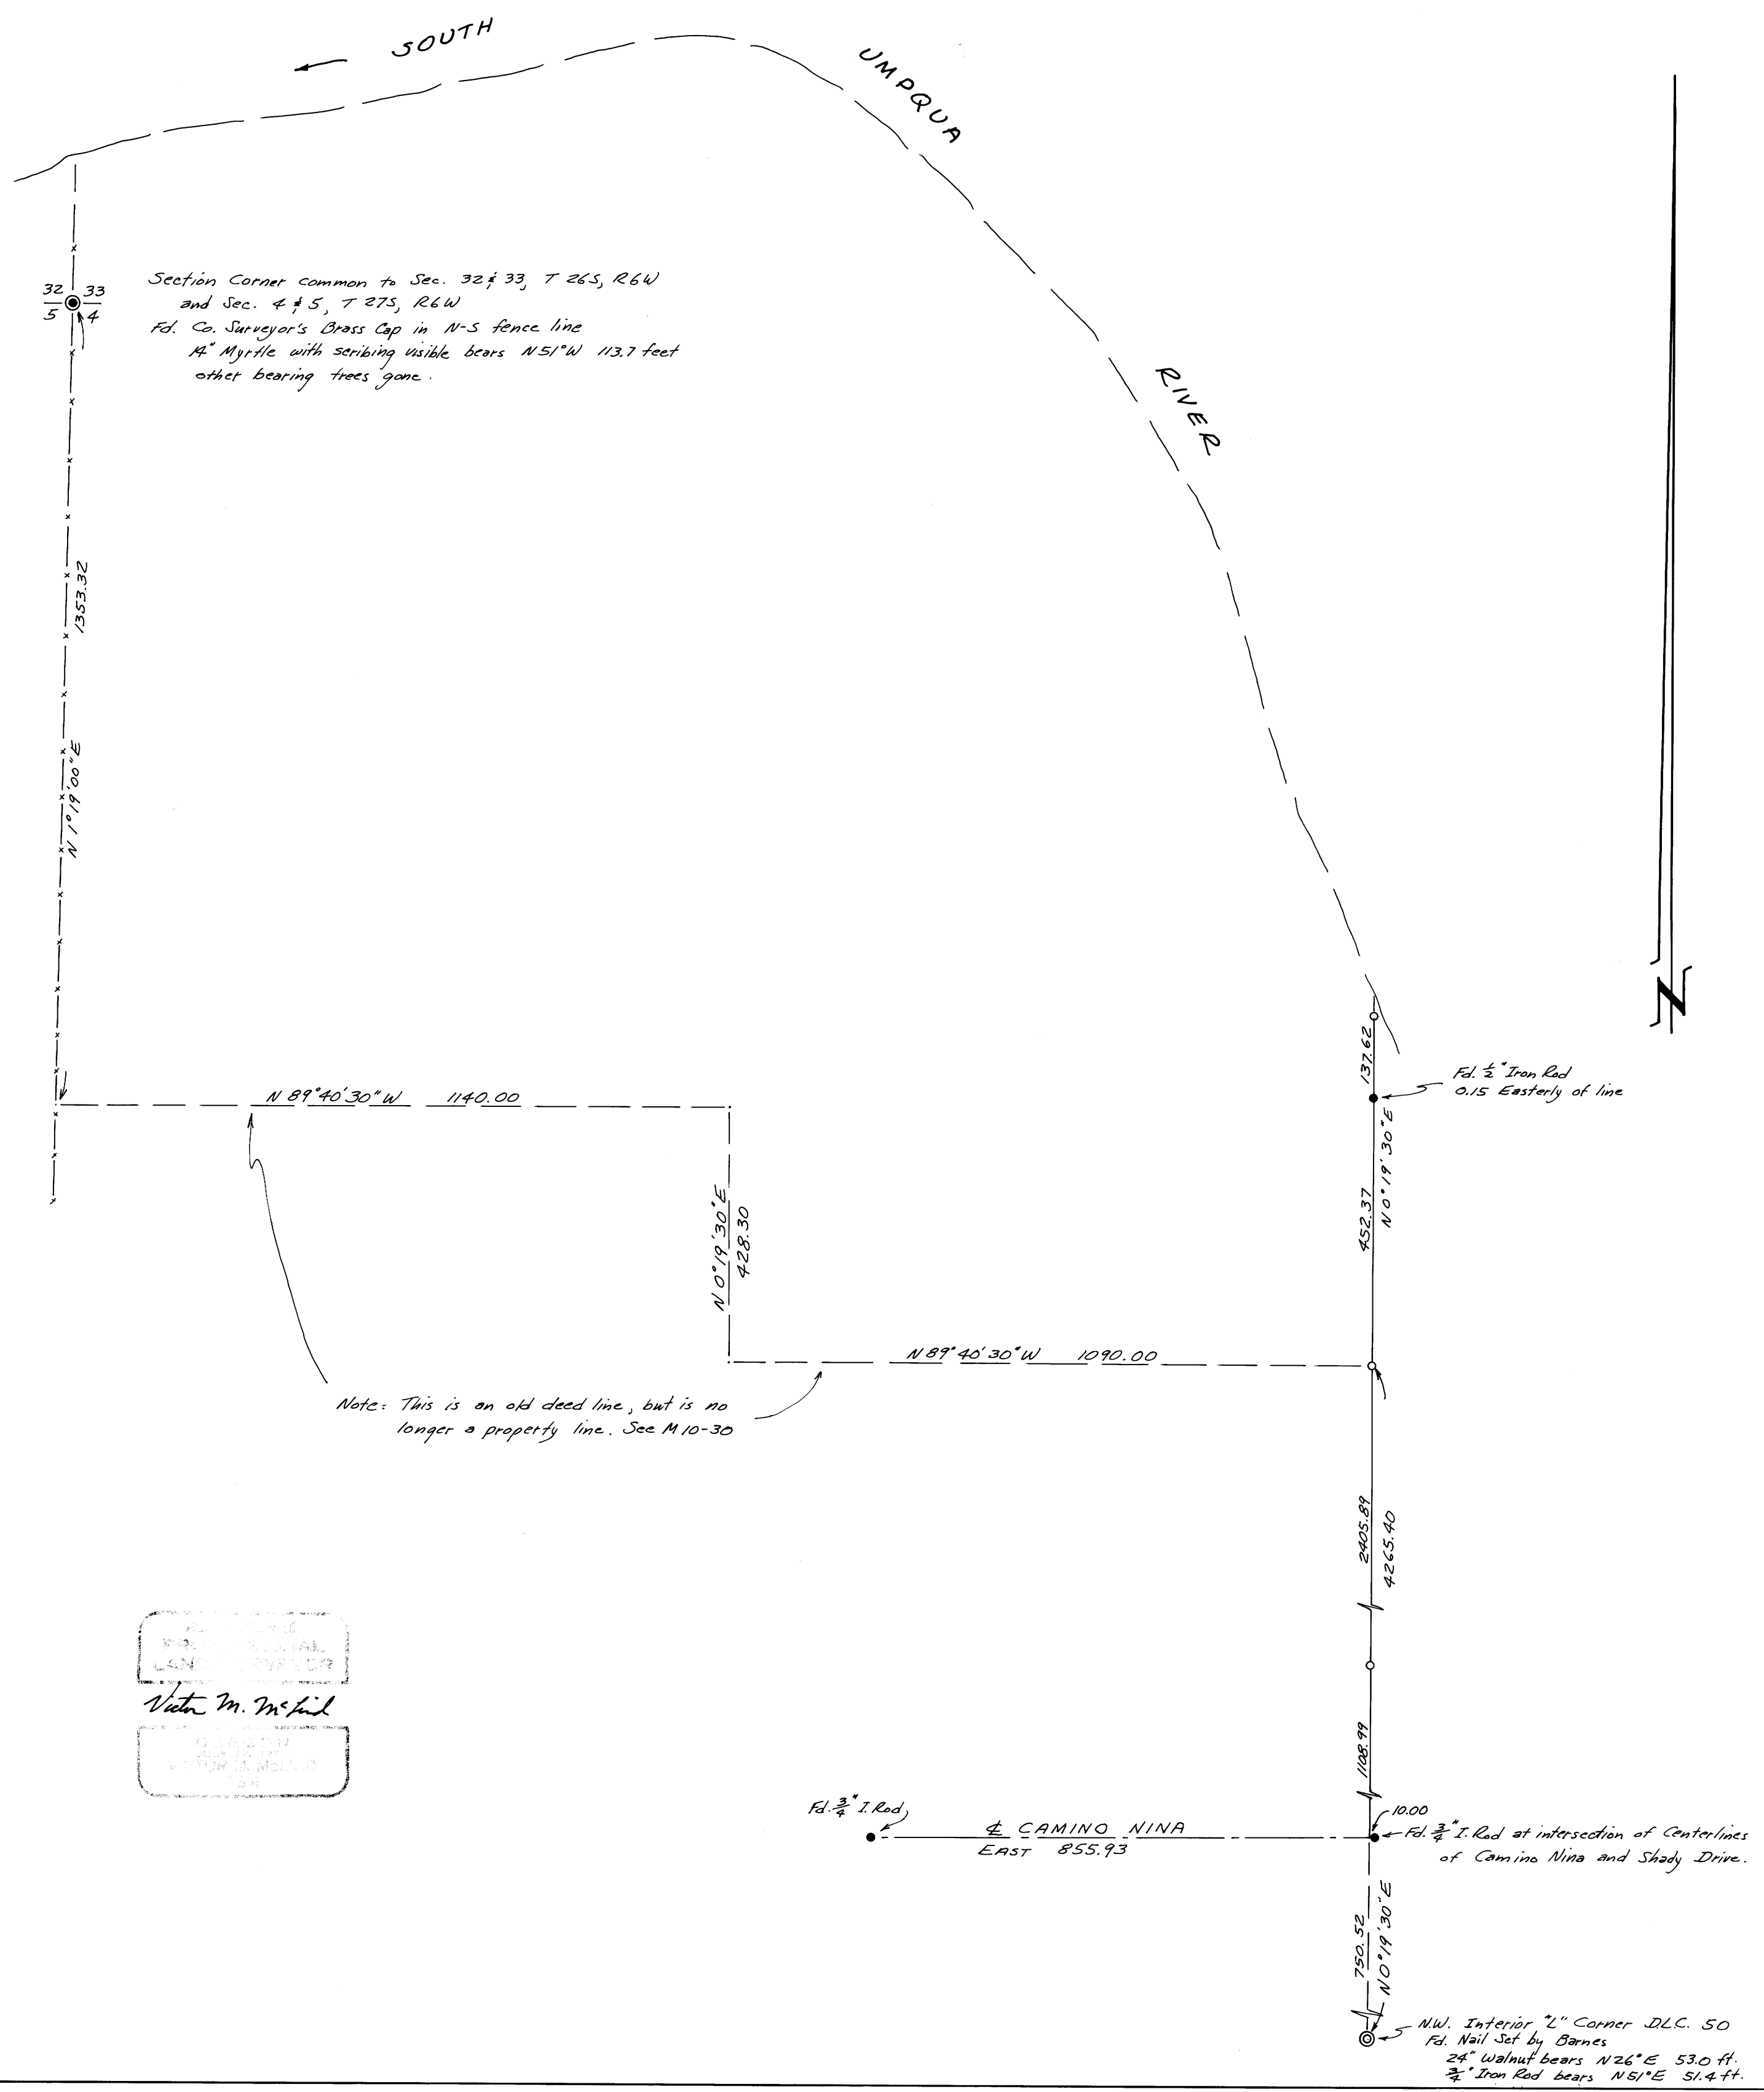 SOUTH
UMPQUA
RIVER
32 33
5 4
Section Corner common to Sec. 32 & 33, T 26S, R6W
and Sec. 4 & 5, T 27S, R6W
Fd. Co. Surveyor's Brass Cap in N-S fence line
14" Myrtle with scribing visible bears N51°W 113.7 feet
other bearing trees gone.
1353.32
N 1°19'00"E
N
137.62
Fd. 1/2" Iron Rod
0.15 Easterly of line
N 89°40'30"W 1140.00
N 0°19'30"E
452.37
N 0°19'30"E
428.30
N 89°40'30"W 1090.00
Note: This is an old deed line, but is no
longer a property line. See M10-30
2405.89
4265.40
Victor M.
1108.99
10.00
Fd. 3/4" I. Rod
℄ CAMINO NINA
EAST 855.93
Fd. 3/4" I. Rod at intersection of Centerlines
of Camino Nina and Shady Drive.
750.52
N 0°19'30"E
N.W. Interior "L" Corner D.L.C. 50
Fd. Nail Set by Barnes
24" Walnut bears N26°E 53.0 ft.
3/4" Iron Rod bears N51°E 51.4 ft.